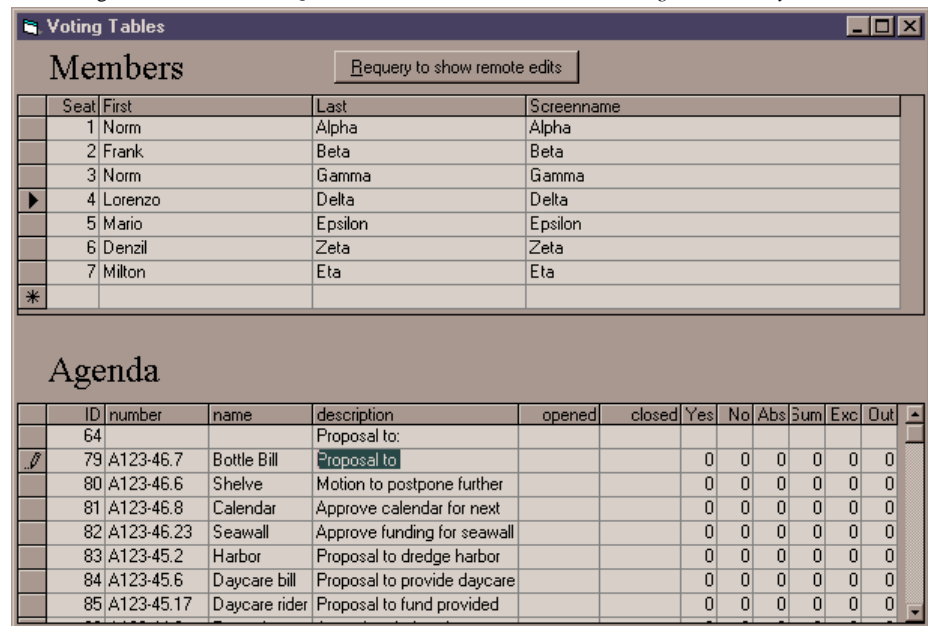 Voting Tables
Members
Requery to show remote edits
Seat First Last Screenname
1 Norm Alpha Alpha
2 Frank Beta Beta
3 Norm Gamma Gamma
4 Lorenzo Delta Delta
5 Mario Epsilon Epsilon
6 Denzil Zeta Zeta
7 Milton Eta Eta
Agenda
ID number name description opened closed Yes No Abs Sum Exc Out
64 Proposal to:
79 A123-46.7 Bottle Bill Proposal to 0 0 0 0 0 0
80 A123-46.6 Shelve Motion to postpone further 0 0 0 0 0 0
81 A123-46.8 Calendar Approve calendar for next 0 0 0 0 0 0
82 A123-46.23 Seawall Approve funding for seawall 0 0 0 0 0 0
83 A123-45.2 Harbor Proposal to dredge harbor 0 0 0 0 0 0
84 A123-45.6 Daycare bill Proposal to provide daycare 0 0 0 0 0 0
85 A123-45.17 Daycare rider Proposal to fund provided 0 0 0 0 0 0